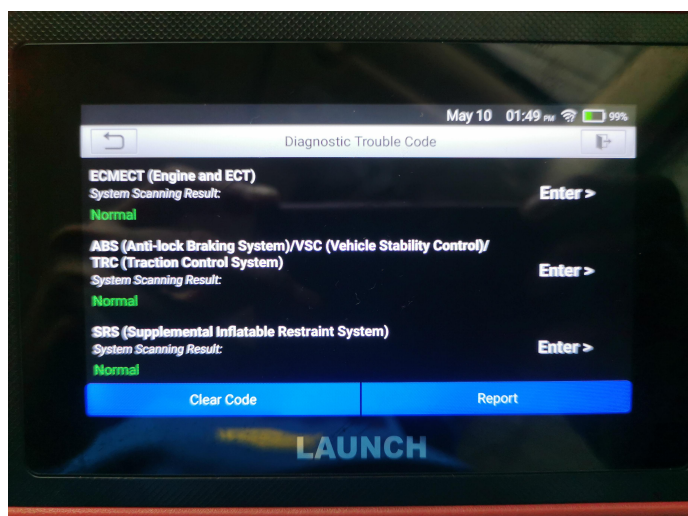 May 10 01:49 PM 99%
Diagnostic Trouble Code
ECMECT (Engine and ECT)
System Scanning Result:
Enter >
Normal
ABS (Anti-lock Braking System)/VSC (Vehicle Stability Control)/
TRC (Traction Control System)
System Scanning Result:
Enter >
Normal
SRS (Supplemental Inflatable Restraint System)
System Scanning Result:
Enter >
Normal
Clear Code Report
LAUNCH